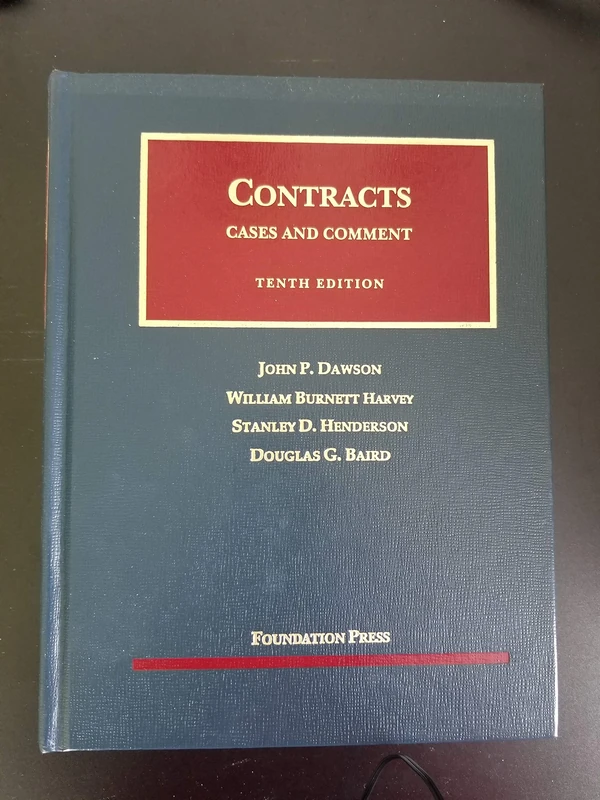 CONTRACTS
CASES AND COMMENT
TENTH EDITION
JOHN P. DAWSON
WILLIAM BURNETT HARVEY
STANLEY D. HENDERSON
DOUGLAS G. BAIRD
FOUNDATION PRESS